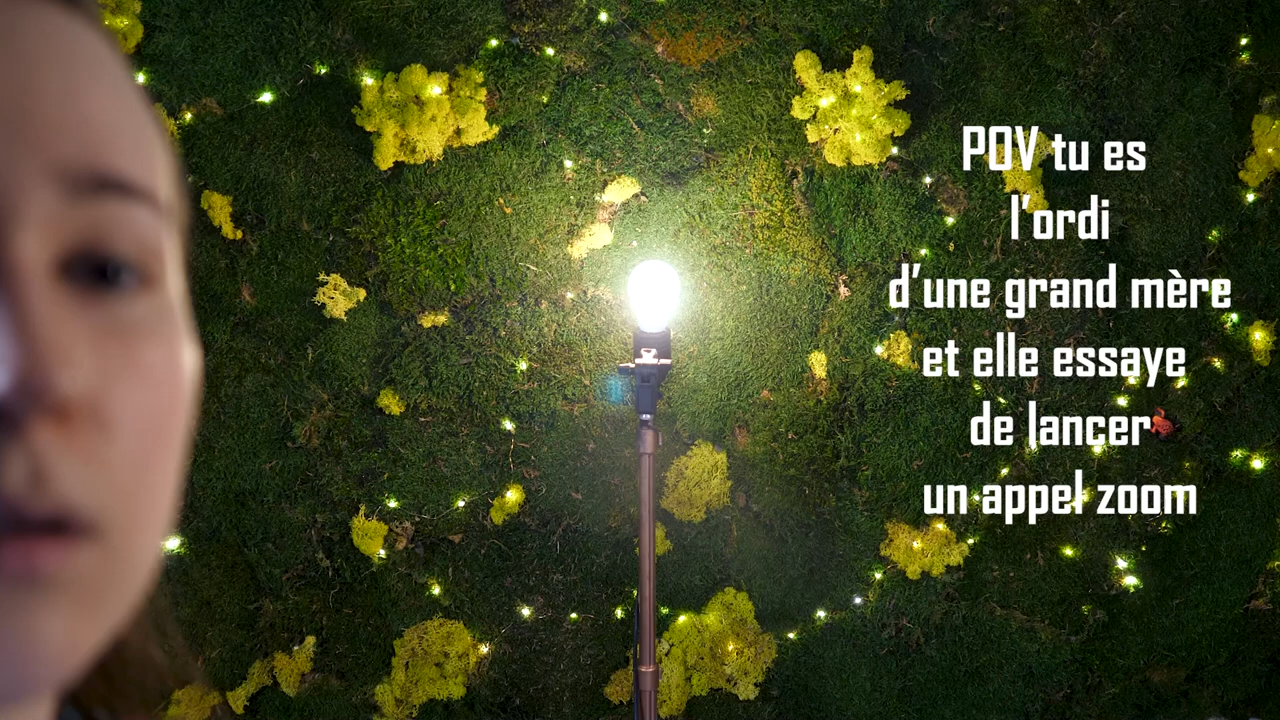 POV tu es
l'ordi
d'une grand mère
et elle essaye
de lancer
un appel zoom